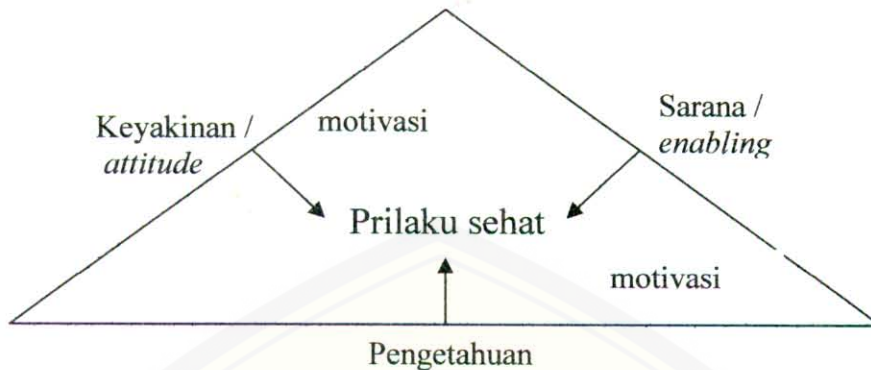 Keyakinan /
attitude
motivasi
Sarana /
enabling
Prilaku sehat
motivasi
Pengetahuan